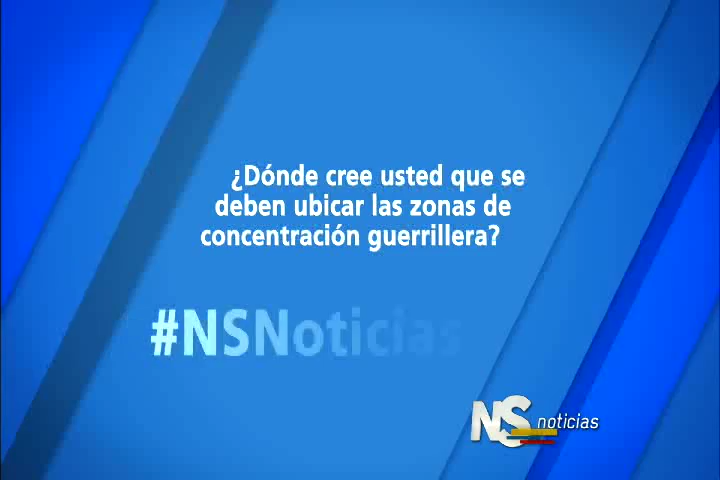 ¿Dónde cree usted que se
deben ubicar las zonas de
concentración guerrillera?
#NSNoticias
NS noticias